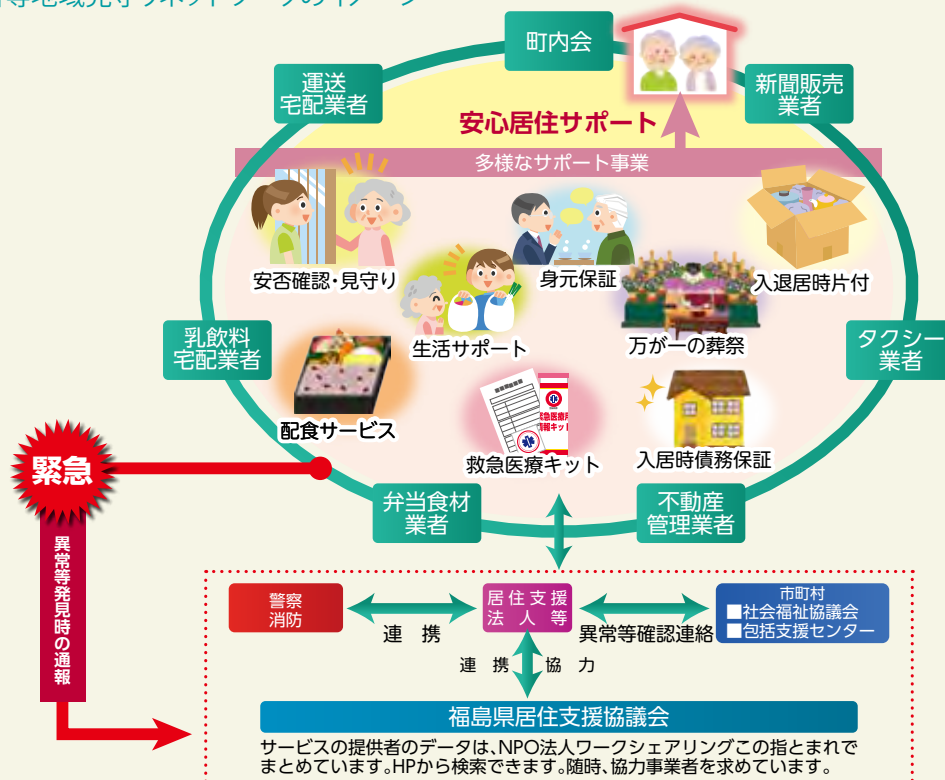 等地域見守りネットワークのイメージ
町内会
運送
宅配業者
新聞販売
業者
安心居住サポート
多様なサポート事業
安否確認・見守り
身元保証
入退居時片付
生活サポート
万が一の葬祭
乳飲料
宅配業者
タクシー
業者
配食サービス
救急医療キット
入居時債務保証
緊急
弁当食材
業者
不動産
管理業者
異常等発見時の通報
警察
消防
連携
居住支援
法人等
異常等確認連絡
市町村
■社会福祉協議会
■包括支援センター
連携 協力
福島県居住支援協議会
サービスの提供者のデータは、NPO法人ワークシェアリングこの指とまれで
まとめています。HPから検索できます。随時、協力事業者を求めています。